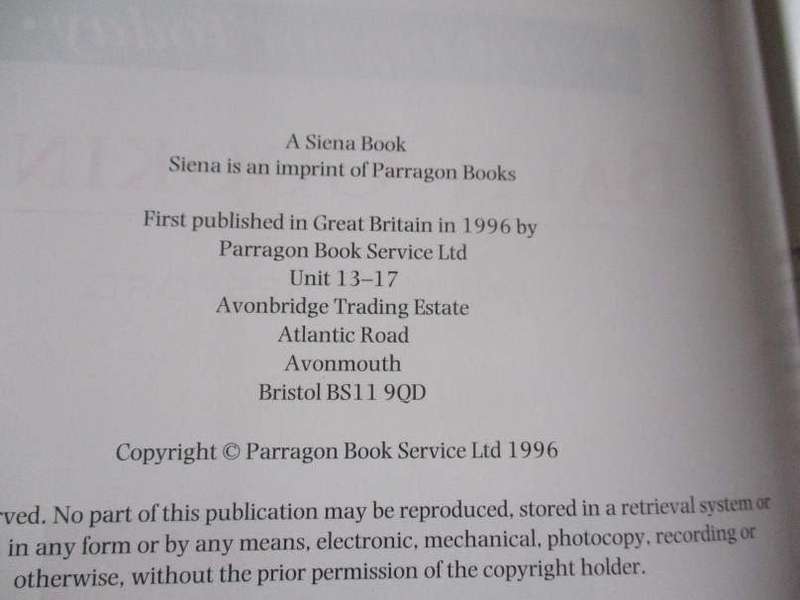 A Siena Book
Siena is an imprint of Parragon Books
First published in Great Britain in 1996 by
Parragon Book Service Ltd
Unit 13–17
Avonbridge Trading Estate
Atlantic Road
Avonmouth
Bristol BS11 9QD
Copyright © Parragon Book Service Ltd 1996
rved. No part of this publication may be reproduced, stored in a retrieval system or
in any form or by any means, electronic, mechanical, photocopy, recording or
otherwise, without the prior permission of the copyright holder.